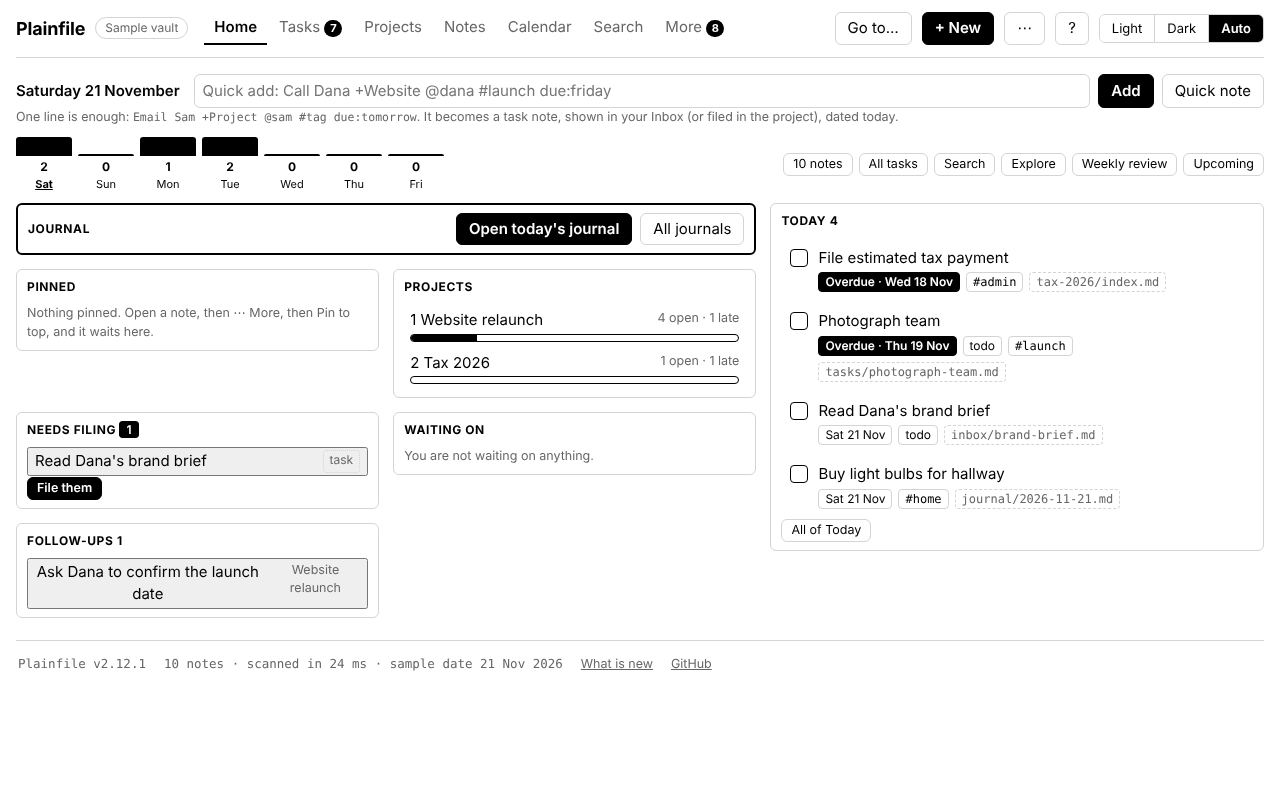 Plainfile Sample vault Home Tasks 7 Projects Notes Calendar Search More 8 Go to... + New ··· ? Light Dark Auto
Saturday 21 November Quick add: Call Dana +Website @dana #launch due:friday Add Quick note
One line is enough: Email Sam +Project @sam #tag due:tomorrow. It becomes a task note, shown in your Inbox (or filed in the project), dated today.
2 0 1 2 0 0 0
Sat Sun Mon Tue Wed Thu Fri
10 notes All tasks Search Explore Weekly review Upcoming
JOURNAL Open today's journal All journals
PINNED
Nothing pinned. Open a note, then ··· More, then Pin to
top, and it waits here.
PROJECTS
1 Website relaunch 4 open · 1 late
2 Tax 2026 1 open · 1 late
NEEDS FILING 1
Read Dana's brand brief task
File them
WAITING ON
You are not waiting on anything.
FOLLOW-UPS 1
Ask Dana to confirm the launch
date
Website
relaunch
TODAY 4
File estimated tax payment
Overdue · Wed 18 Nov #admin tax-2026/index.md
Photograph team
Overdue · Thu 19 Nov todo #launch
tasks/photograph-team.md
Read Dana's brand brief
Sat 21 Nov todo inbox/brand-brief.md
Buy light bulbs for hallway
Sat 21 Nov #home journal/2026-11-21.md
All of Today
Plainfile v2.12.1 10 notes · scanned in 24 ms · sample date 21 Nov 2026 What is new GitHub